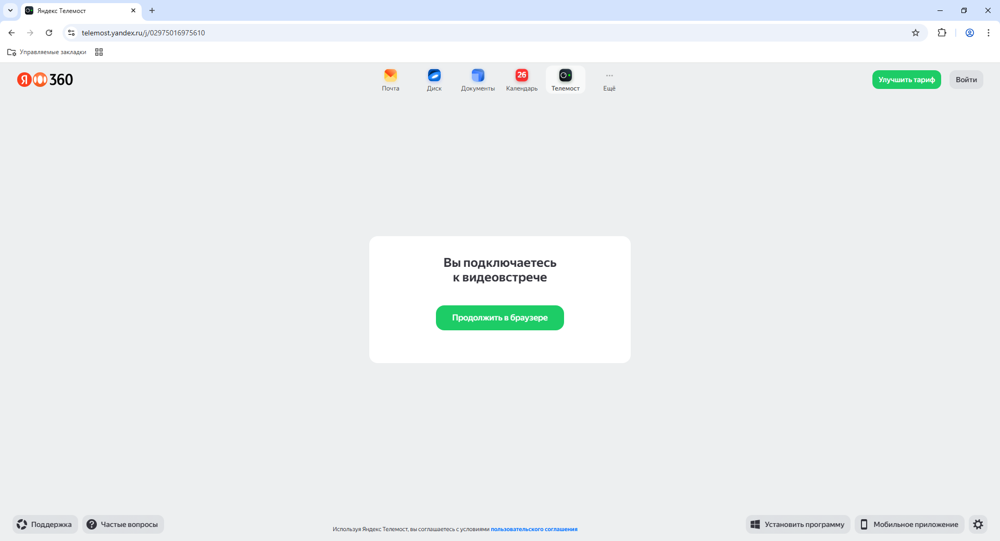 Яндекс Телемост
telemost.yandex.ru/j/02975016975610
Управляемые закладки
Я 360
Почта
Диск
Документы
26
Календарь
Телемост
Ещё
Улучшить тариф
Войти
Вы подключаетесь
к видеовстрече
Продолжить в браузере
Поддержка
Частые вопросы
Используя Яндекс Телемост, вы соглашаетесь с условиями пользовательского соглашения
Установить программу
Мобильное приложение